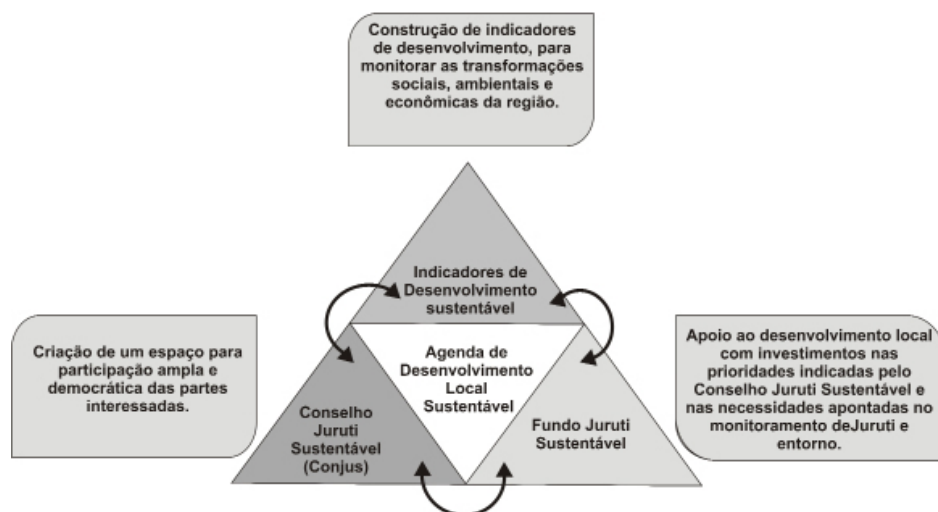 Construção de indicadores
de desenvolvimento, para
monitorar as transformações
sociais, ambientais e
econômicas da região.
Indicadores de
Desenvolvimento
sustentável
Criação de um espaço para
participação ampla e
democrática das partes
interessadas.
Agenda de
Desenvolvimento
Local
Sustentável
Apoio ao desenvolvimento local
com investimentos nas
prioridades indicadas pelo
Conselho Juruti Sustentável e
nas necessidades apontadas no
monitoramento deJuruti e
entorno.
Conselho
Juruti
Sustentável
(Conjus)
Fundo Juruti
Sustentável